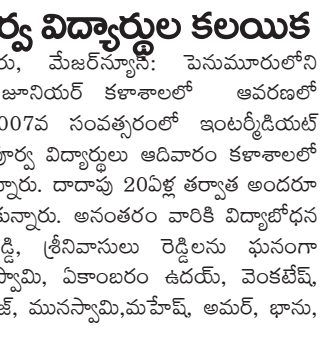 ర్వ విద్యార్థుల కలయిక
రు, మేజర్‌న్యూస్: పెనుమూరులోని
జూనియర్ కళాశాలలో ఆవరణలో
007వ సంవత్సరంలో ఇంటర్మీడియట్
పూర్వ విద్యార్థులు ఆదివారం కళాశాలలో
న్నారు. దాదాపు 20ఏళ్ల తర్వాత అందరూ
కున్నారు. అనంతరం వారికి విద్యాబోధన
డ్డి, శ్రీనివాసులు రెడ్డిలను ఘనంగా
స్వామి, ఏకాంబరం ఉదయ్, వెంకటేష్,
జ్, మునస్వామి,మహేష్, అమర్, భాను,